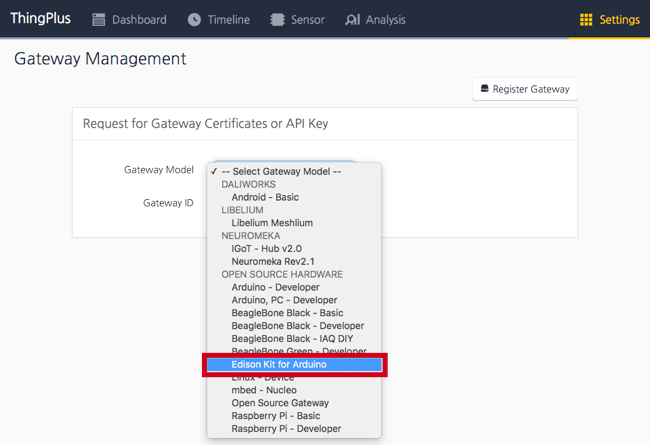 ThingPlus Dashboard Timeline Sensor Analysis Settings
Gateway Management
Register Gateway
Request for Gateway Certificates or API Key
Gateway Model
✓ -- Select Gateway Model --
DALIWORKS
Android - Basic
Gateway ID
LIBELIUM
Libelium Meshlium
NEUROMEKA
IGoT - Hub v2.0
Neuromeka Rev2.1
OPEN SOURCE HARDWARE
Arduino - Developer
Arduino, PC - Developer
BeagleBone Black - Basic
BeagleBone Black - Developer
BeagleBone Black - IAQ DIY
BeagleBone Green - Developer
Edison Kit for Arduino
Linux - Device
mbed - Nucleo
Open Source Gateway
Raspberry Pi - Basic
Raspberry Pi - Developer